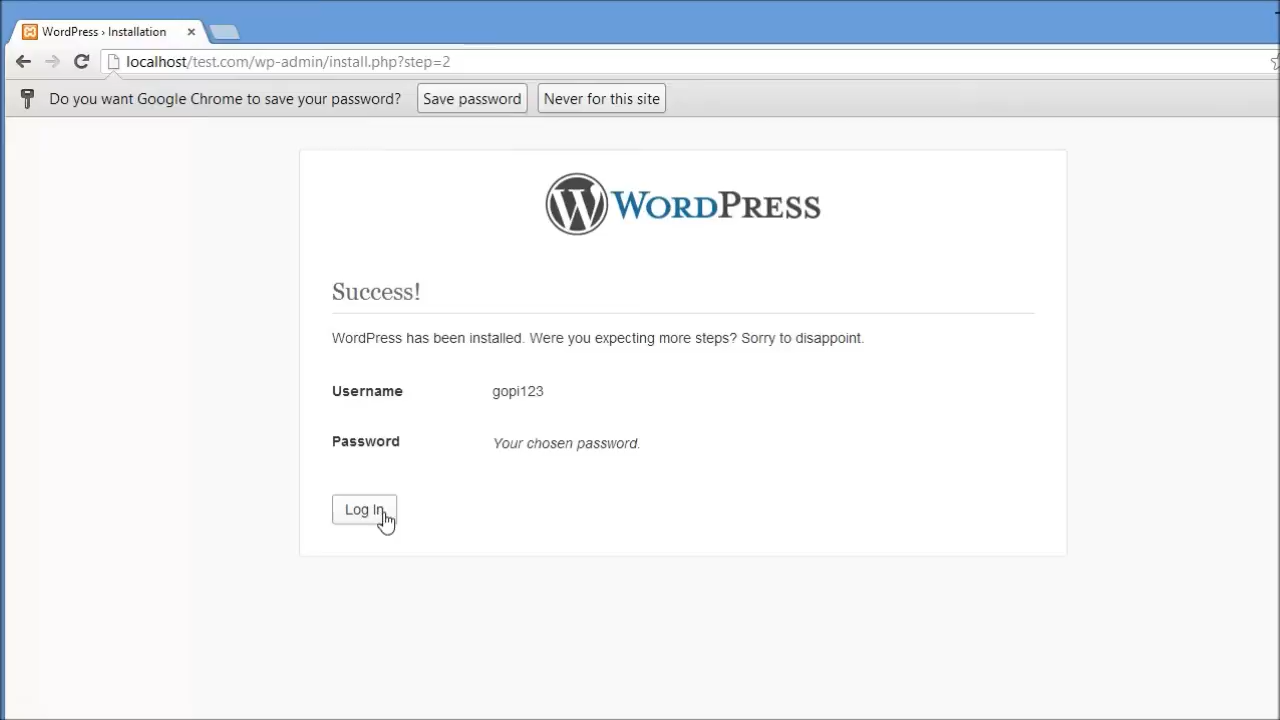 WordPress › Installation
localhost/test.com/wp-admin/install.php?step=2
Do you want Google Chrome to save your password? Save password Never for this site
WORDPRESS
Success!
WordPress has been installed. Were you expecting more steps? Sorry to disappoint.
Username gopi123
Password Your chosen password.
Log In